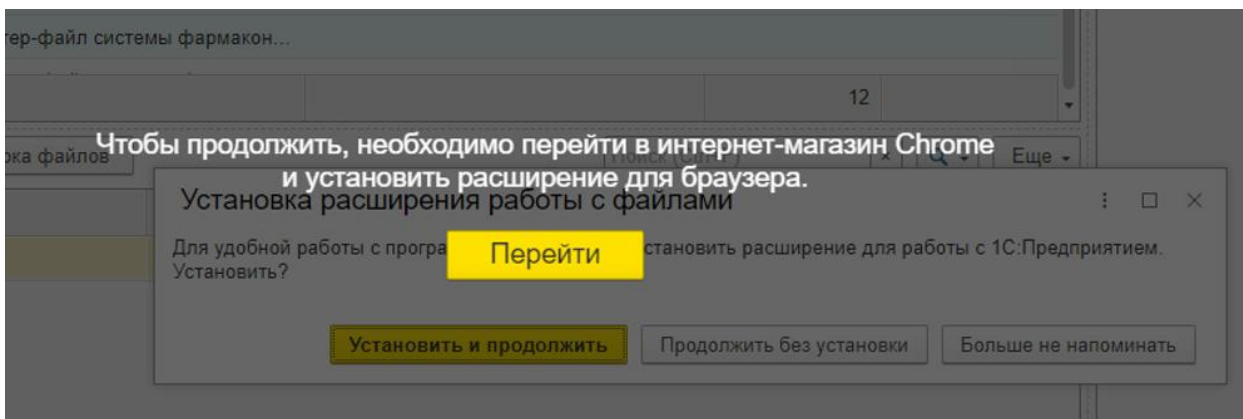 тер-файл системы фармакон...
12
Чтобы продолжить, необходимо перейти в интернет-магазин Chrome
и установить расширение для браузера.
файлов
Еще
Установка расширения работы с файлами
Для удобной работы с програ становить расширение для работы с 1С:Предприятием.
Установить?
Перейти
Установить и продолжить
Продолжить без установки
Больше не напоминать